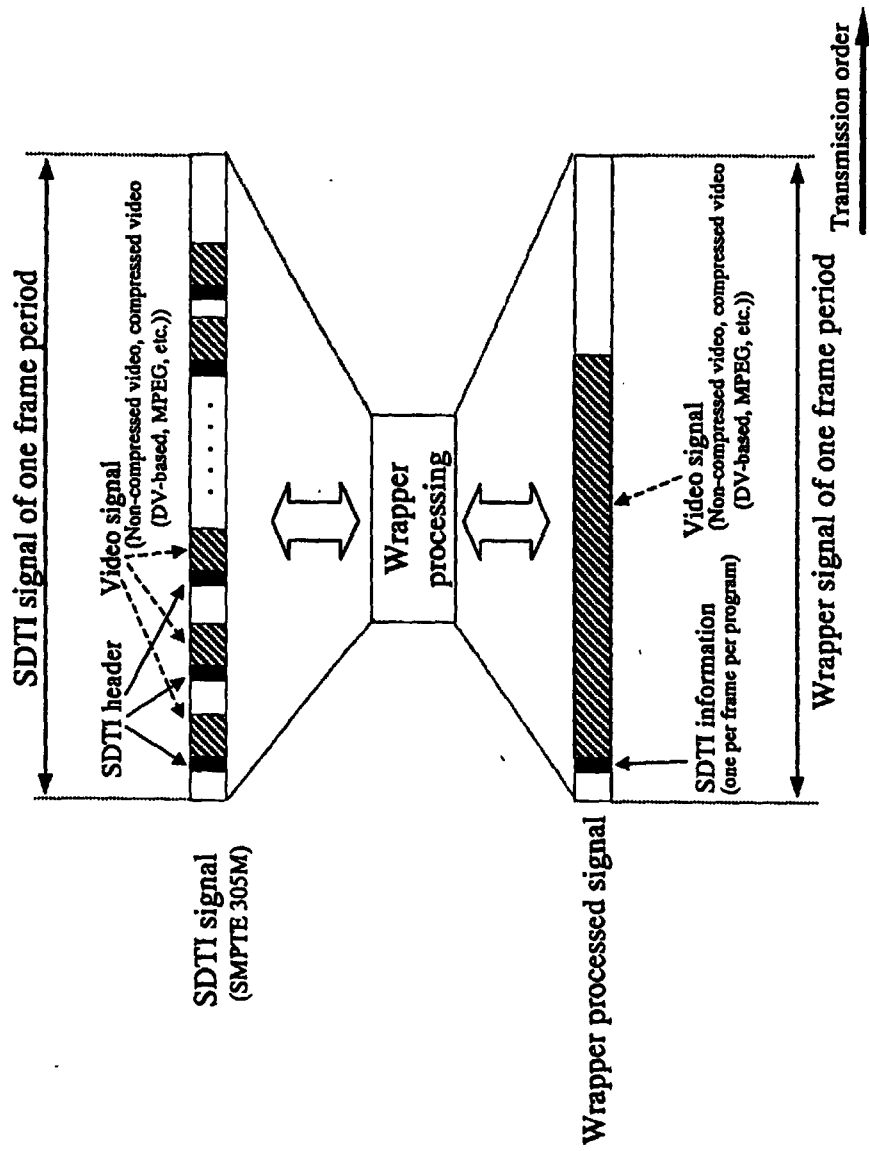 SDTI signal of one frame period
SDTI header
Video signal
(Non-compressed video, compressed video
(DV-based, MPEG, etc.))
SDTI signal
(SMPTE 305M)
Wrapper
processing
Wrapper processed signal
SDTI information
(one per frame per program)
Video signal
(Non-compressed video, compressed video
(DV-based, MPEG, etc.))
Wrapper signal of one frame period
Transmission order